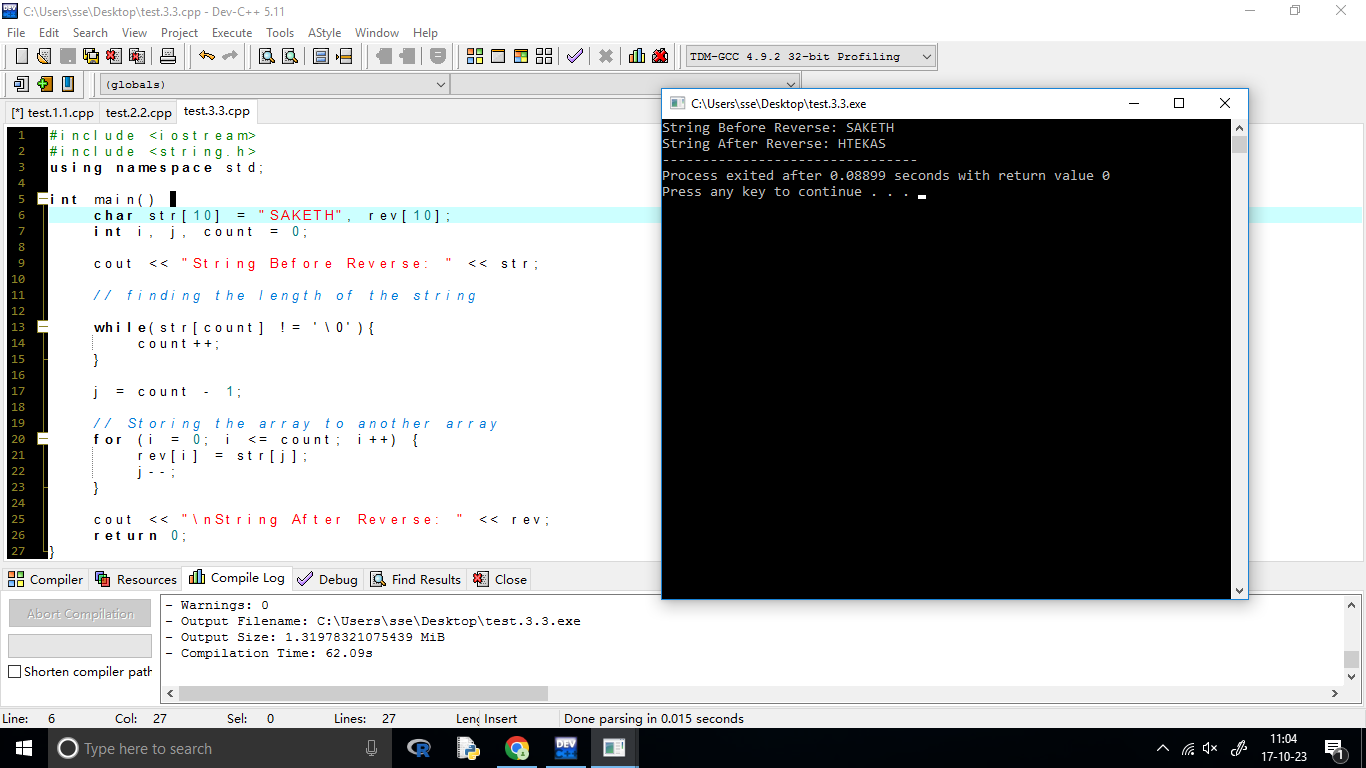 C:\Users\sse\Desktop\test.3.3.cpp - Dev-C++ 5.11
File Edit Search View Project Execute Tools AStyle Window Help
TDM-GCC 4.9.2 32-bit Profiling
(globals)
[*] test.1.1.cpp test.2.2.cpp test.3.3.cpp
1 #include <iostream>
2 #include <string.h>
3 using namespace std;
4
5 int main()
6 char str[10] = "SAKETH", rev[10];
7 int i, j, count = 0;
8
9 cout << "String Before Reverse: " << str;
10
11 // finding the length of the string
12
13 while(str[count] != '\0'){
14 count++;
15 }
16
17 j = count - 1;
18
19 // Storing the array to another array
20 for (i = 0; i <= count; i++) {
21 rev[i] = str[j];
22 j--;
23 }
24
25 cout << "\nString After Reverse: " << rev;
26 return 0;
27 }
C:\Users\sse\Desktop\test.3.3.exe
String Before Reverse: SAKETH
String After Reverse: HTEKAS
--------------------------------
Process exited after 0.08899 seconds with return value 0
Press any key to continue . . .
Compiler Resources Compile Log Debug Find Results Close
Abort Compilation
Shorten compiler path
- Warnings: 0
- Output Filename: C:\Users\sse\Desktop\test.3.3.exe
- Output Size: 1.31978321075439 MiB
- Compilation Time: 62.09s
Line: 6 Col: 27 Sel: 0 Lines: 27 Len Insert Done parsing in 0.015 seconds
Type here to search
R
DEV
11:04
17-10-23
1